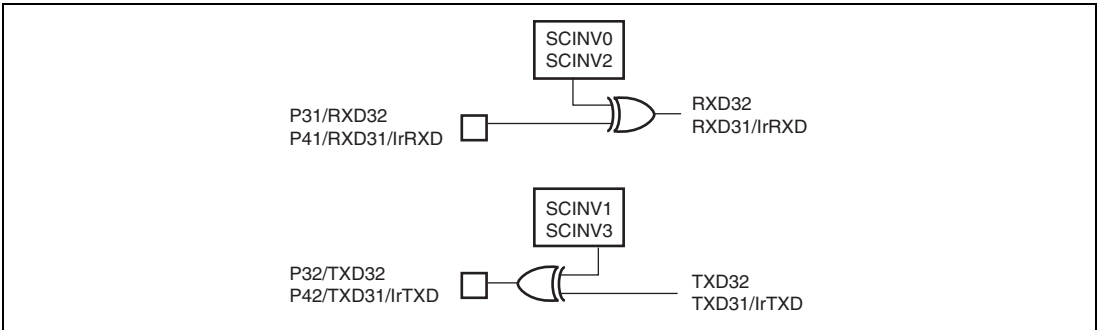 SCINV0
SCINV2
P31/RXD32
P41/RXD31/IrRXD
RXD32
RXD31/IrRXD
SCINV1
SCINV3
P32/TXD32
P42/TXD31/IrTXD
TXD32
TXD31/IrTXD